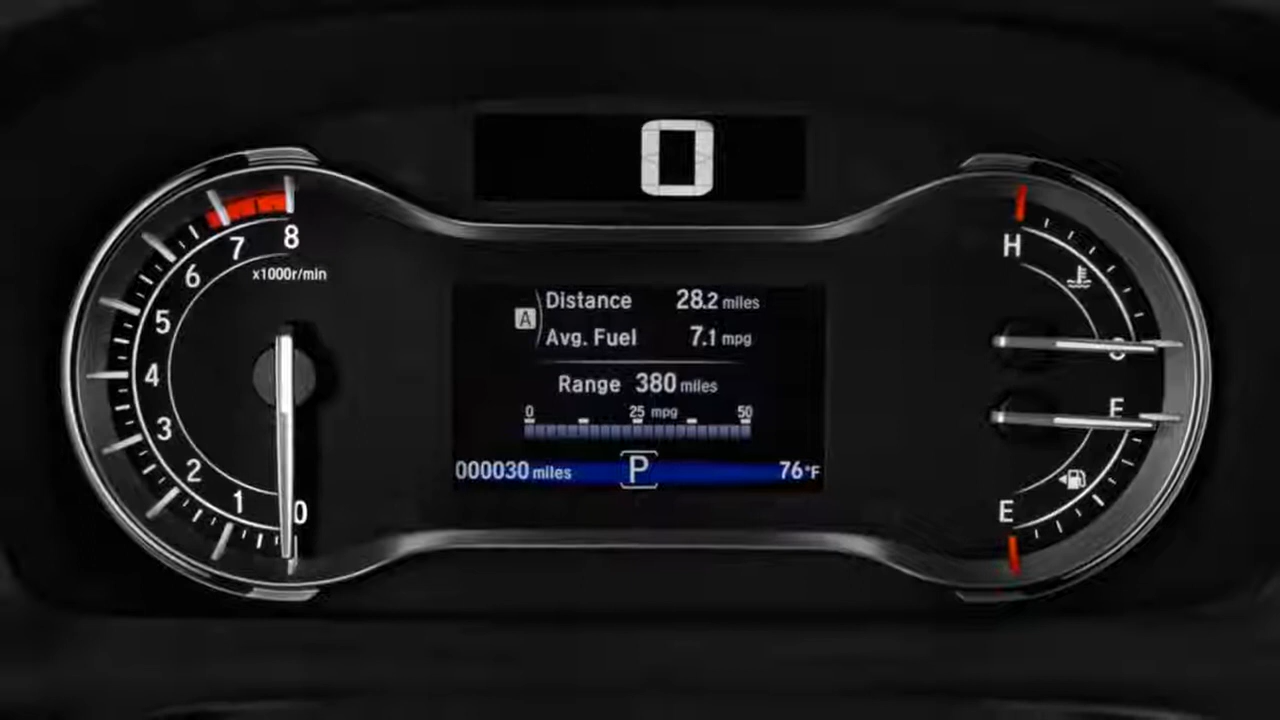 0
8
7
6
5
4
3
2
1
0
x1000r/min
A
Distance 28.2 miles
Avg. Fuel 7.1 mpg
Range 380 miles
0 25 mpg 50
000030 miles P 76°F
H
C
F
E